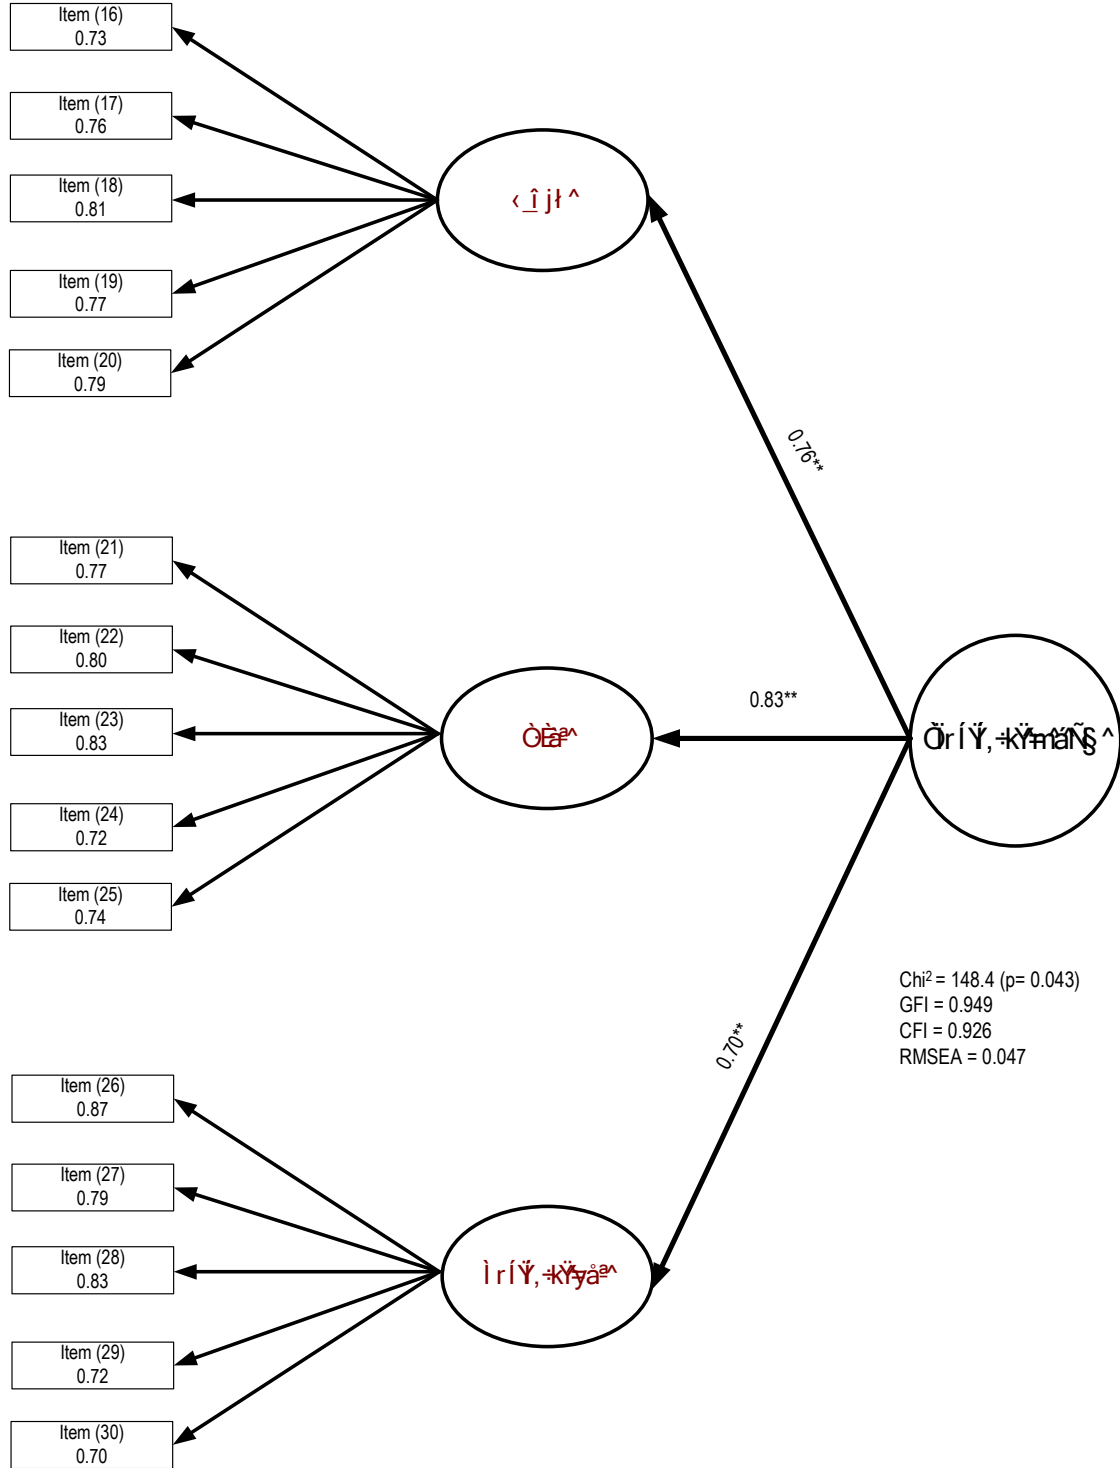 Item (16)
0.73
Item (17)
0.76
Item (18)
0.81
Item (19)
0.77
Item (20)
0.79
0.76**
Item (21)
0.77
Item (22)
0.80
Item (23)
0.83
Item (24)
0.72
Item (25)
0.74
0.83**
Chi² = 148.4 (p= 0.043)
GFI = 0.949
CFI = 0.926
RMSEA = 0.047
0.70**
Item (26)
0.87
Item (27)
0.79
Item (28)
0.83
Item (29)
0.72
Item (30)
0.70